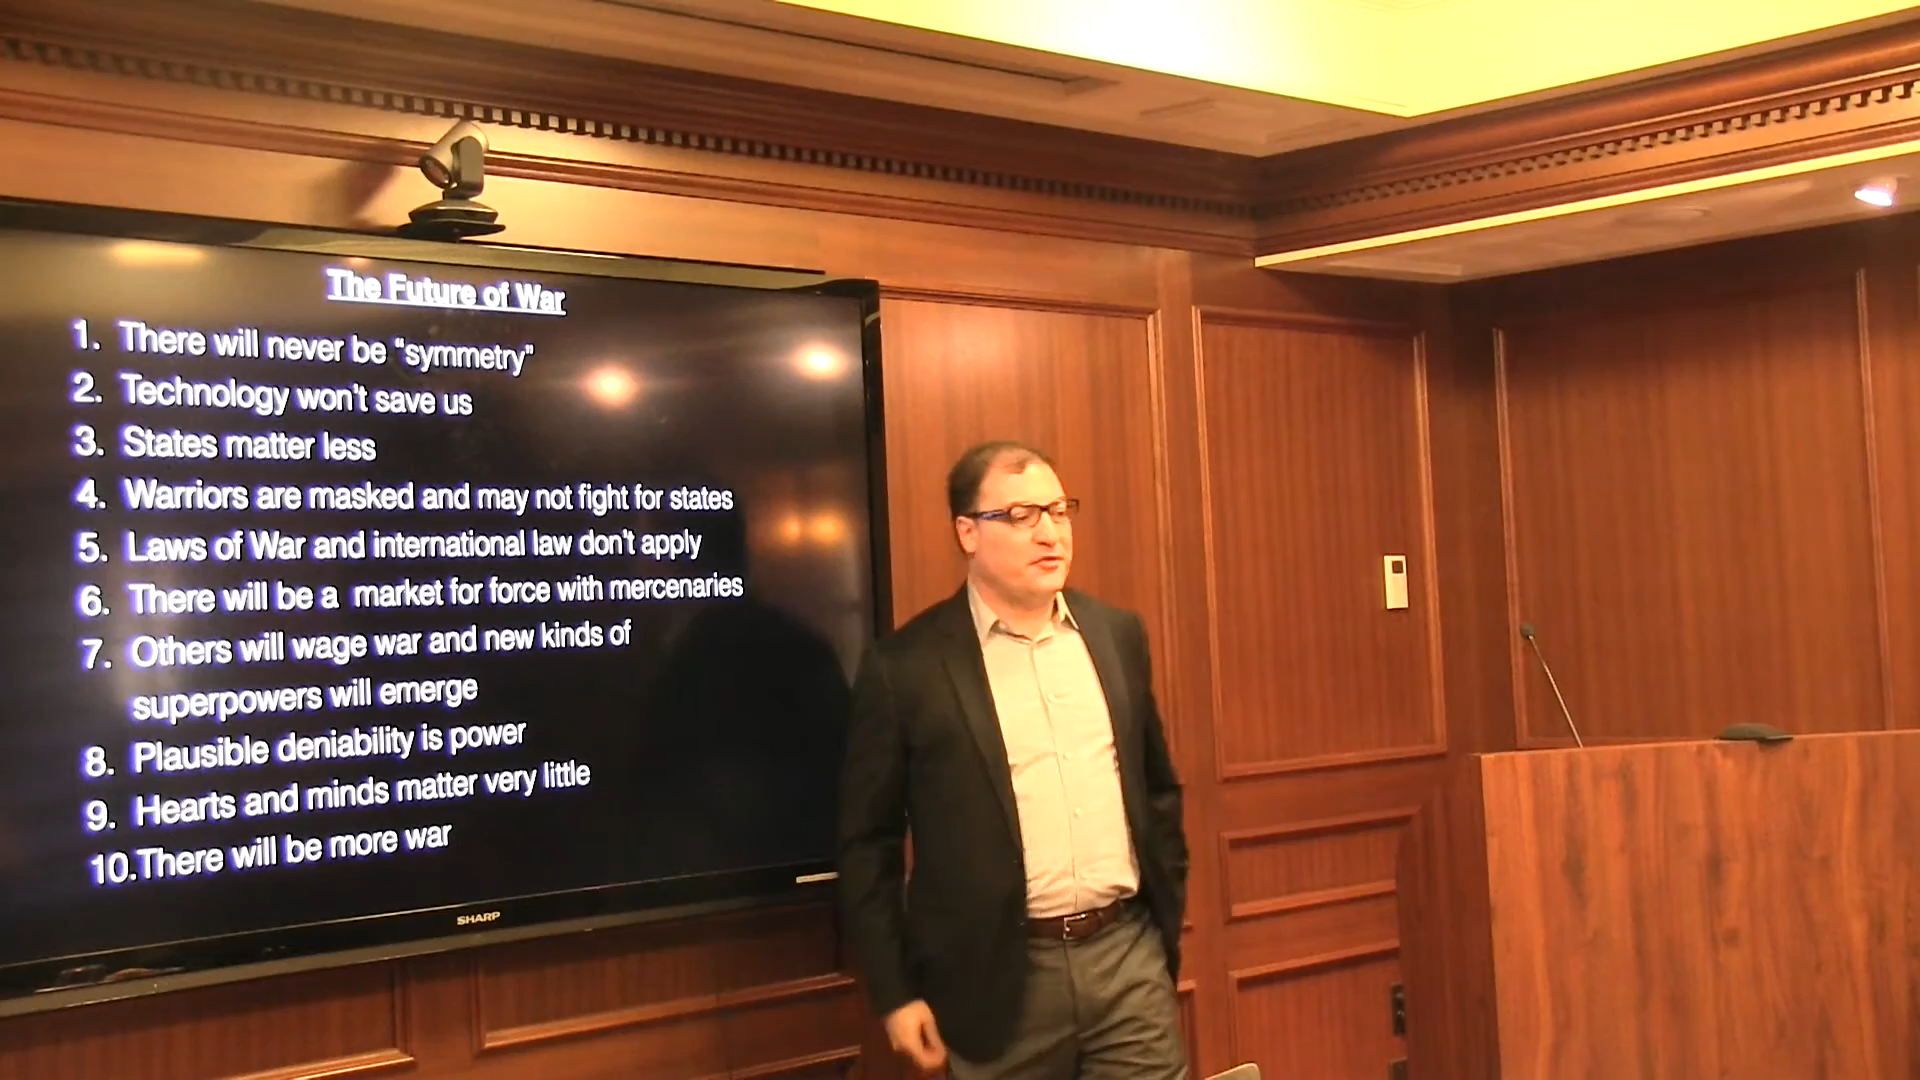 The Future of War
1. There will never be “symmetry”
2. Technology won't save us
3. States matter less
4. Warriors are masked and may not fight for states
5. Laws of War and international law don't apply
6. There will be a market for force with mercenaries
7. Others will wage war and new kinds of
superpowers will emerge
8. Plausible deniability is power
9. Hearts and minds matter very little
10.There will be more war
SHARP